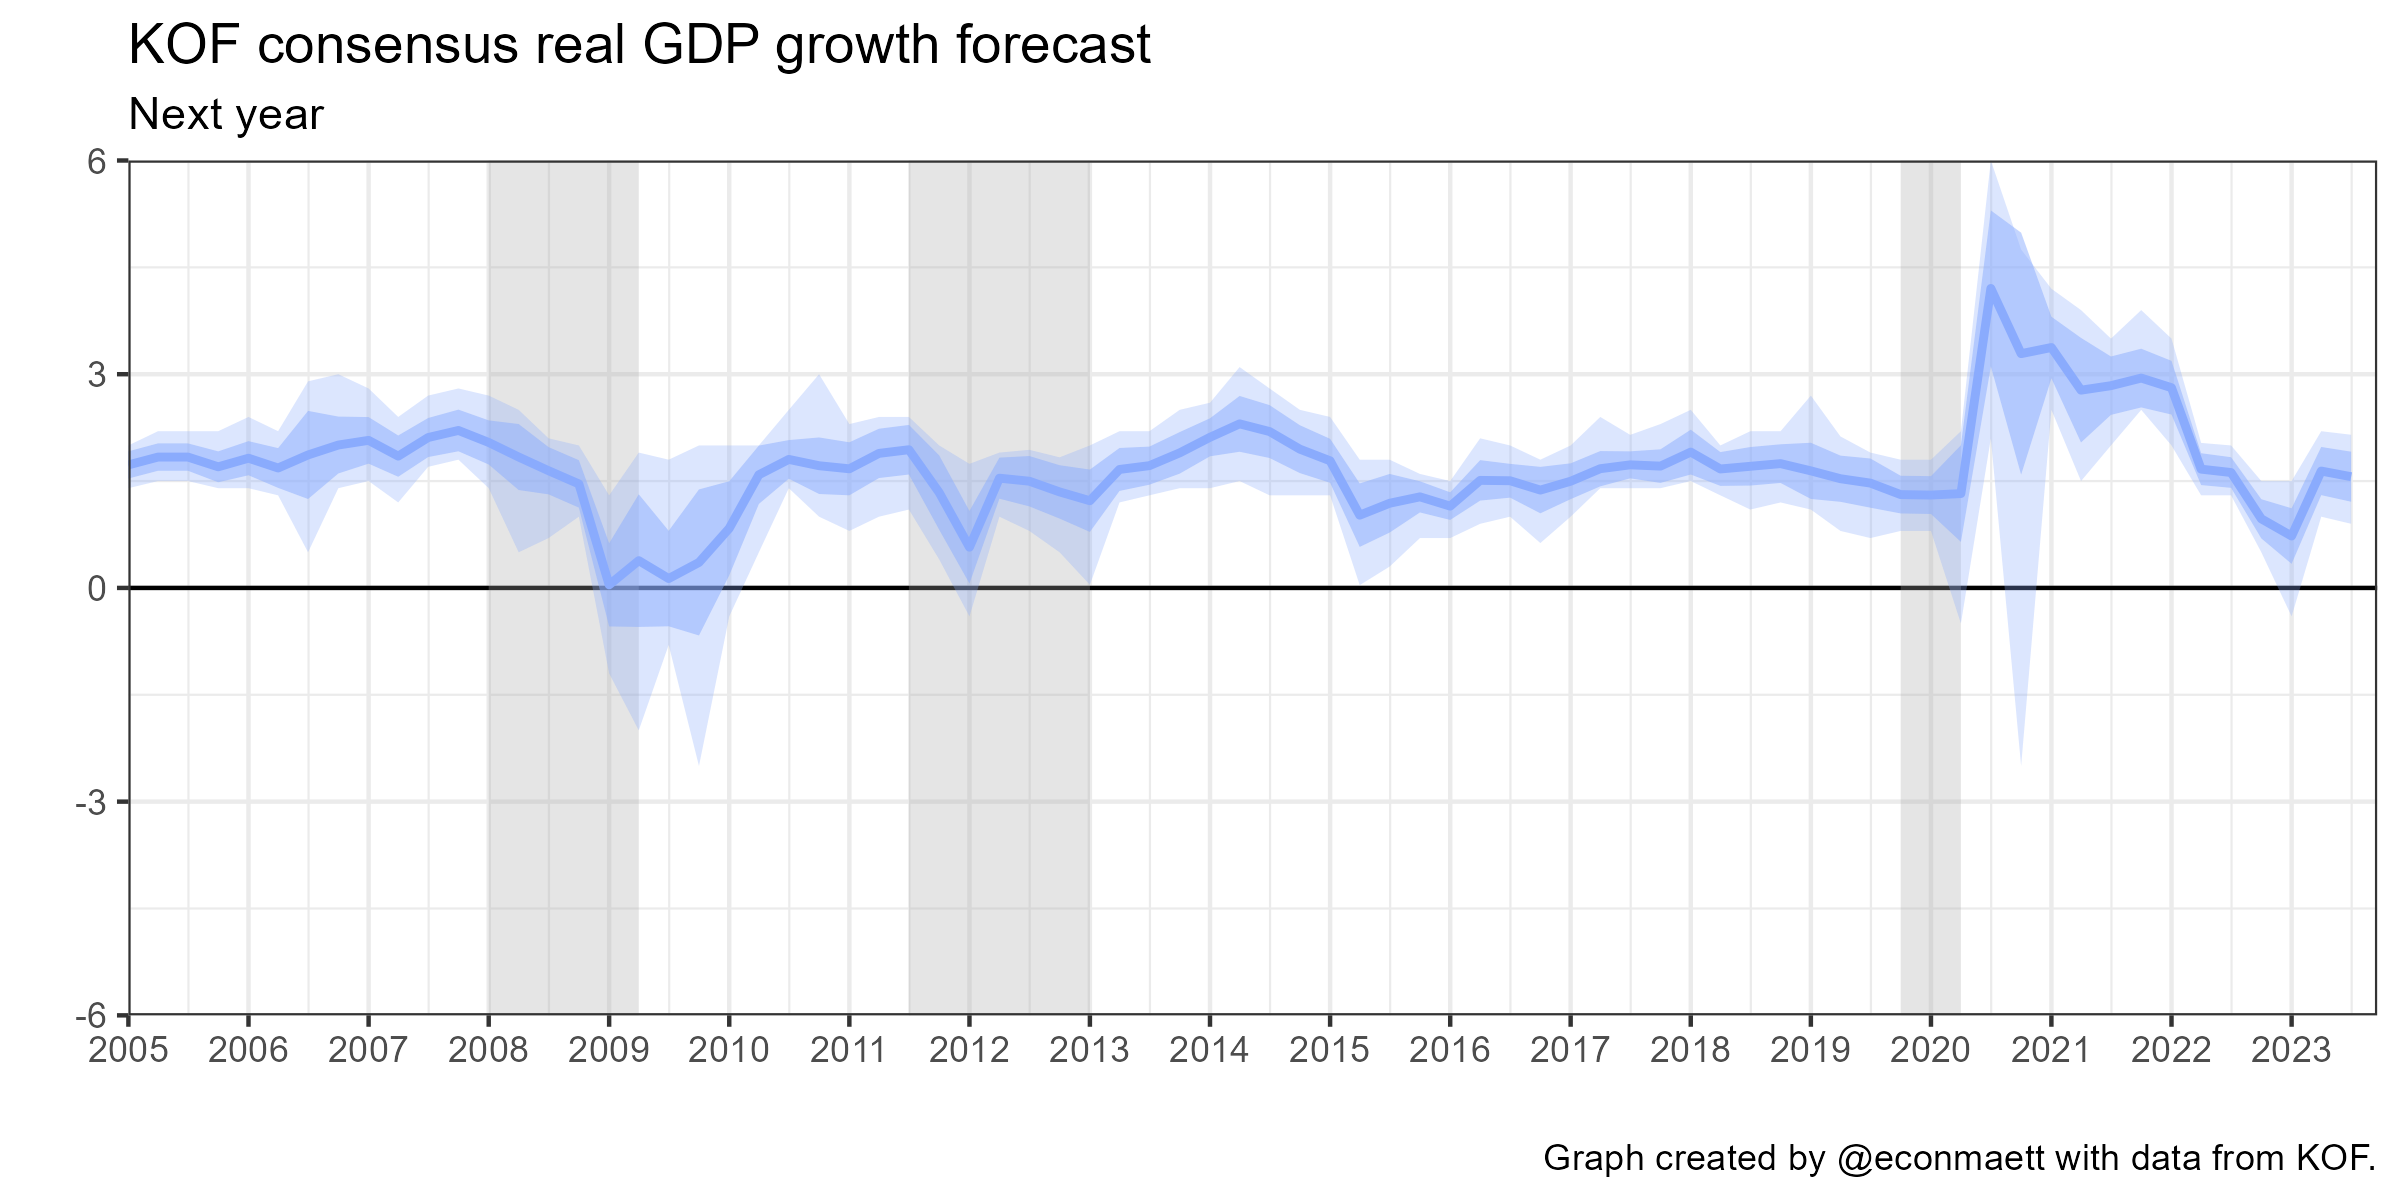 KOF consensus real GDP growth forecast
Next year
6
3
0
-3
-6
2005 2006 2007 2008 2009 2010 2011 2012 2013 2014 2015 2016 2017 2018 2019 2020 2021 2022 2023
Graph created by @econmaett with data from KOF.